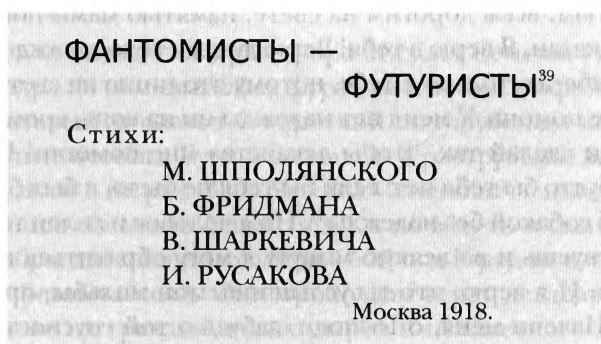 ФАНТОМИСТЫ —
ФУТУРИСТЫ³⁹
Стихи:
М. ШПОЛЯНСКОГО
Б. ФРИДМАНА
В. ШАРКЕВИЧА
И. РУСАКОВА
Москва 1918.